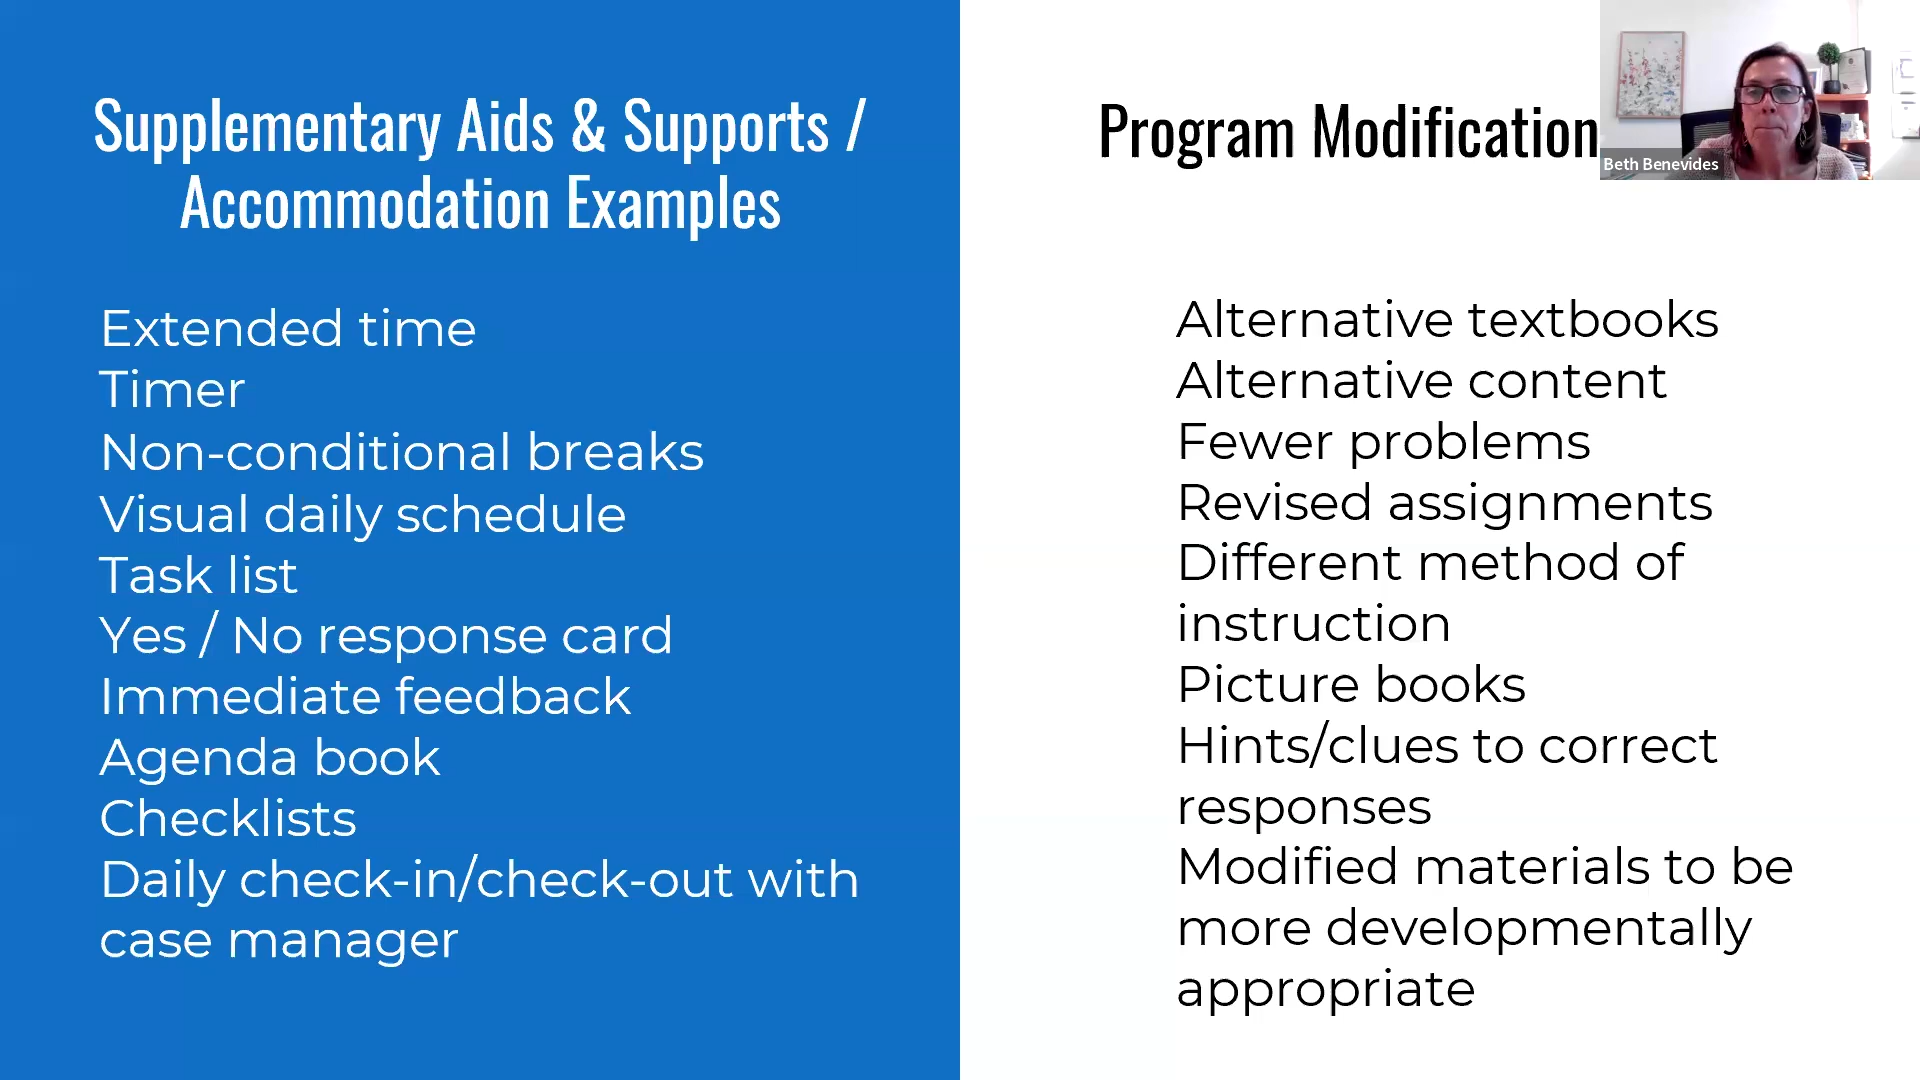 Supplementary Aids & Supports /
Accommodation Examples
Extended time
Timer
Non-conditional breaks
Visual daily schedule
Task list
Yes / No response card
Immediate feedback
Agenda book
Checklists
Daily check-in/check-out with
case manager
Program Modification
Alternative textbooks
Alternative content
Fewer problems
Revised assignments
Different method of
instruction
Picture books
Hints/clues to correct
responses
Modified materials to be
more developmentally
appropriate
Beth Benevides